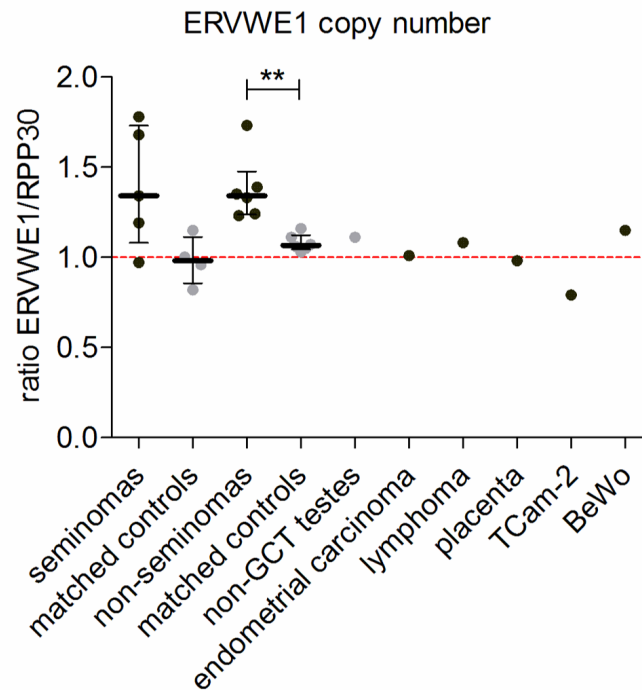 ERVWE1 copy number
**
ratio ERVWE1/RPP30
2.0
1.5
1.0
0.5
0.0
seminomas
matched controls
non-seminomas
matched controls
non-GCT testes
endometrial carcinoma
lymphoma
placenta
TCam-2
BeWo